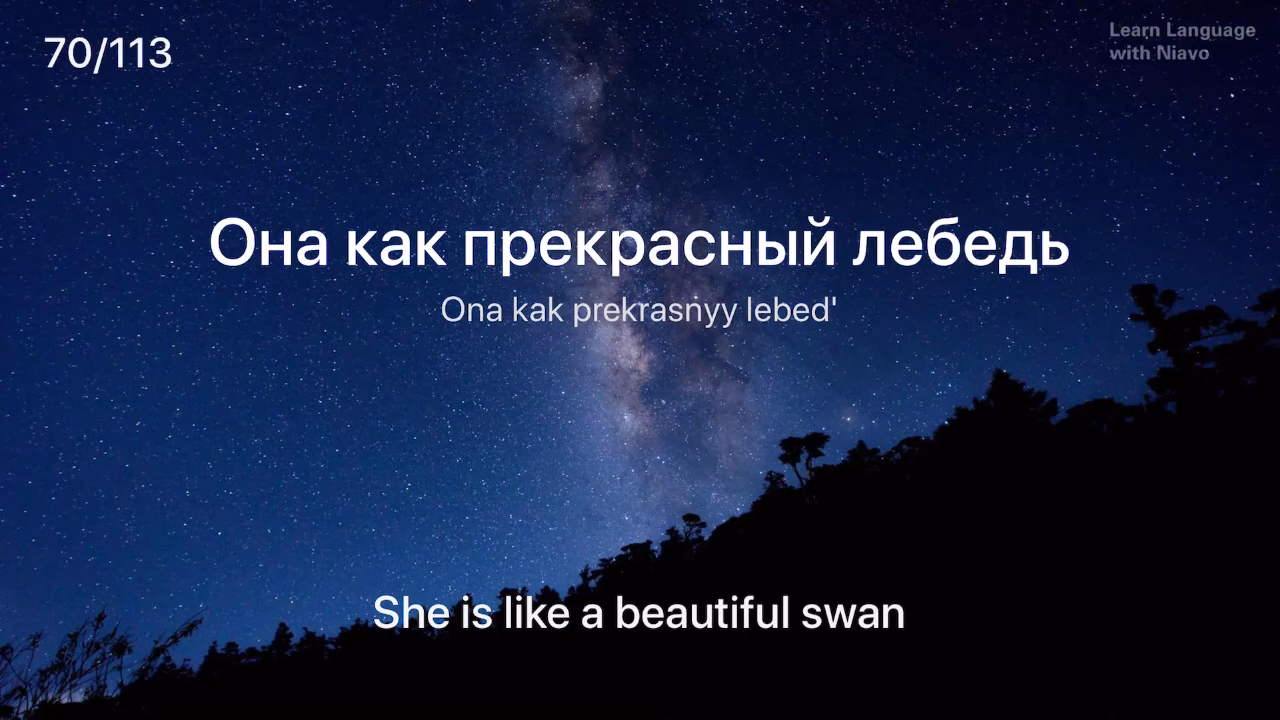 70/113
Learn Language
with Niavo
Она как прекрасный лебедь
Ona kak prekrasnyy lebed'
She is like a beautiful swan